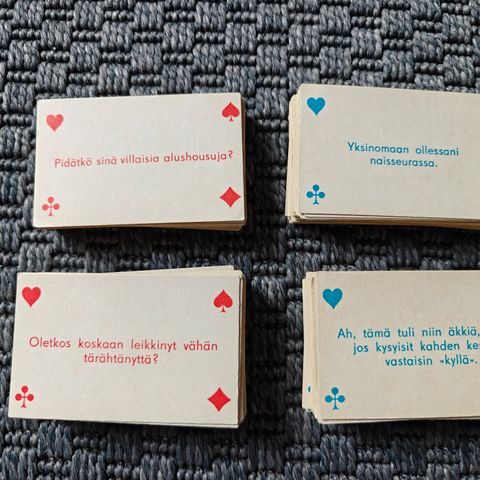 Pidätkö sinä villaisia alushousuja?
Yksinomaan ollessani
naisseurassa.
Oletkos koskaan leikkinyt vähän
tärähtänyttä?
Ah, tämä tuli niin äkkiä,
jos kysyisit kahden
vastaisin »kyllä».